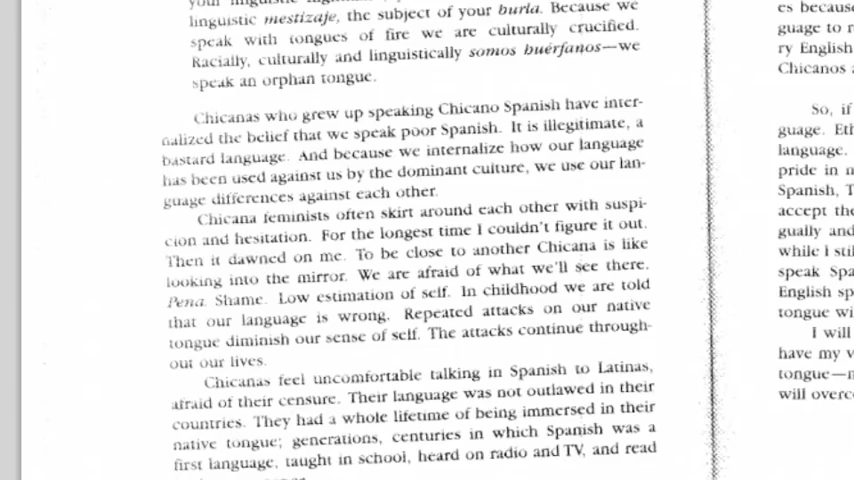 your linguistic
linguistic mestizaje, the subject of your burla. Because we
speak with tongues of fire we are culturally crucified.
Racially, culturally and linguistically somos huérfanos—we
speak an orphan tongue.
Chicanas who grew up speaking Chicano Spanish have inter-
nalized the belief that we speak poor Spanish. It is illegitimate, a
bastard language. And because we internalize how our language
has been used against us by the dominant culture, we use our lan-
guage differences against each other.
Chicana feminists often skirt around each other with suspi-
cion and hesitation. For the longest time I couldn't figure it out.
Then it dawned on me. To be close to another Chicana is like
looking into the mirror. We are afraid of what we'll see there.
Pena. Shame. Low estimation of self. In childhood we are told
that our language is wrong. Repeated attacks on our native
tongue diminish our sense of self. The attacks continue through-
out our lives.
Chicanas feel uncomfortable talking in Spanish to Latinas,
afraid of their censure. Their language was not outlawed in their
countries. They had a whole lifetime of being immersed in their
native tongue; generations, centuries in which Spanish was a
first language, taught in school, heard on radio and TV, and read
es because
guage to r
ry English
Chicanos a
So, if
guage. Eth
language.
pride in n
Spanish, T
accept the
gually and
while I stil
speak Spa
English sp
tongue wi
I will
have my v
tongue—m
will overco